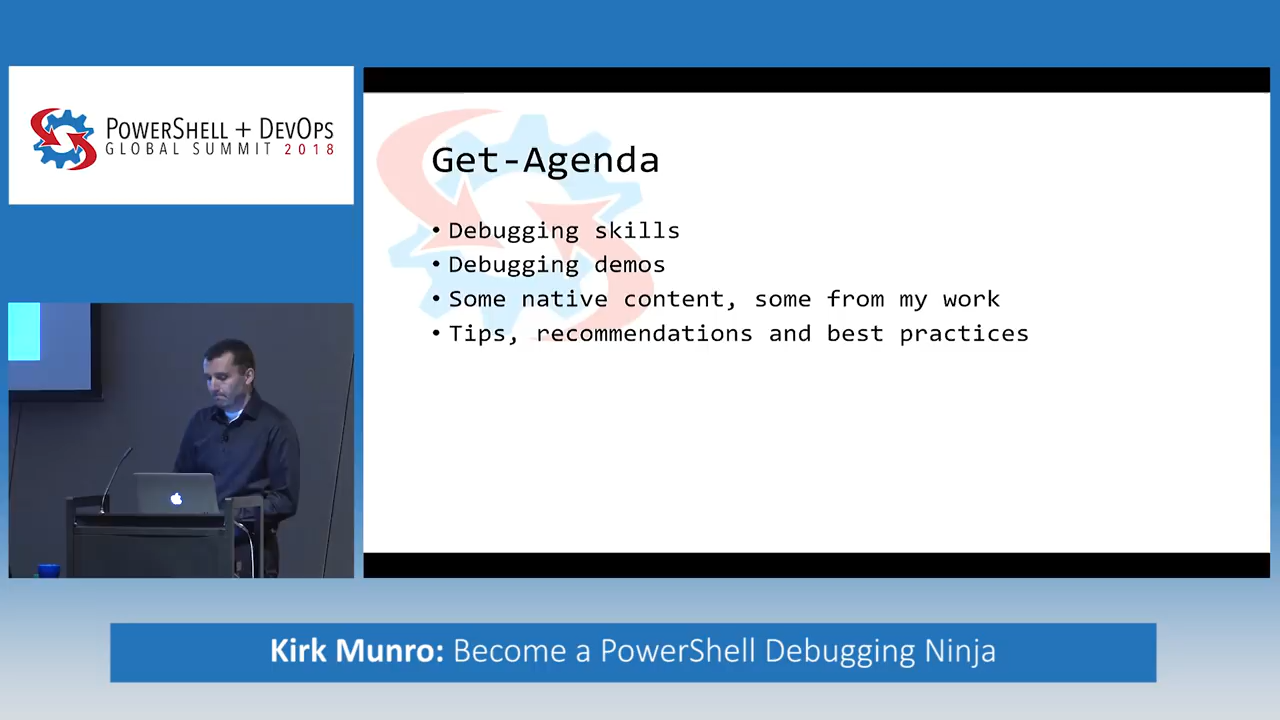 POWERSHELL + DEVOPS
GLOBAL SUMMIT 2018
Get-Agenda
• Debugging skills
• Debugging demos
• Some native content, some from my work
• Tips, recommendations and best practices
Kirk Munro: Become a PowerShell Debugging Ninja